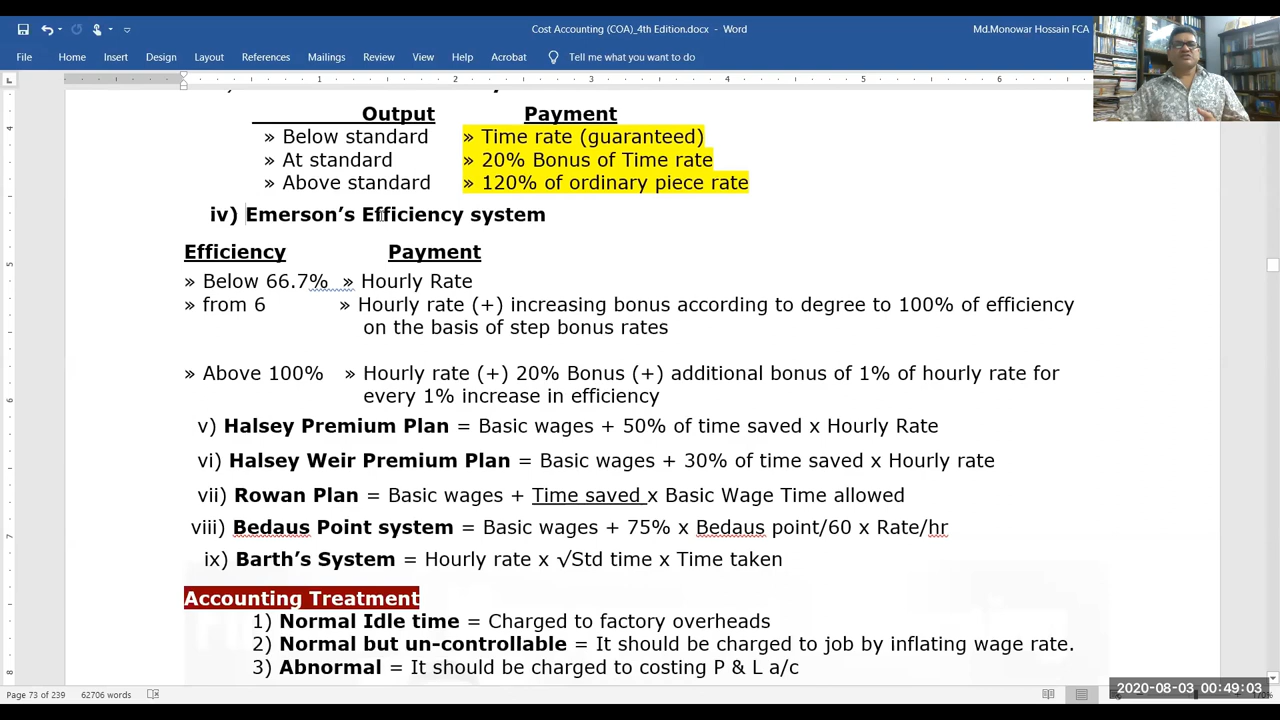 Cost Accounting (COA)_4th Edition.docx - Word
Md.Monowar Hossain FCA
File Home Insert Design Layout References Mailings Review View Help Acrobat Tell me what you want to do
1 2 3 4 5 6
Output Payment
» Below standard » Time rate (guaranteed)
» At standard » 20% Bonus of Time rate
» Above standard » 120% of ordinary piece rate
iv) Emerson’s Efficiency system
Efficiency Payment
» Below 66.7% » Hourly Rate
» from 6 » Hourly rate (+) increasing bonus according to degree to 100% of efficiency
on the basis of step bonus rates
» Above 100% » Hourly rate (+) 20% Bonus (+) additional bonus of 1% of hourly rate for
every 1% increase in efficiency
v) Halsey Premium Plan = Basic wages + 50% of time saved x Hourly Rate
vi) Halsey Weir Premium Plan = Basic wages + 30% of time saved x Hourly rate
vii) Rowan Plan = Basic wages + Time saved x Basic Wage Time allowed
viii) Bedaus Point system = Basic wages + 75% x Bedaus point/60 x Rate/hr
ix) Barth’s System = Hourly rate x √Std time x Time taken
Accounting Treatment
1) Normal Idle time = Charged to factory overheads
2) Normal but un-controllable = It should be charged to job by inflating wage rate.
3) Abnormal = It should be charged to costing P & L a/c
Page 73 of 239 62706 words
2020-08-03 00:49:03